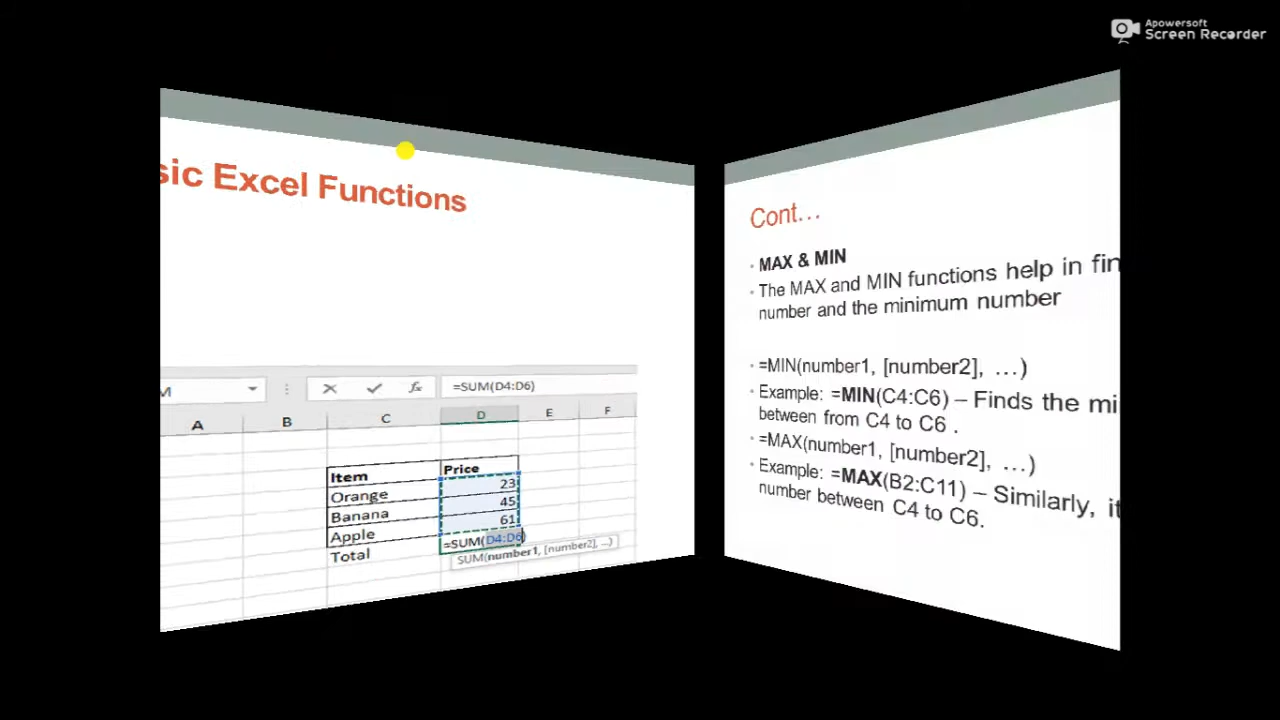 Apowersoft
Screen Recorder
sic Excel Functions
=SUM(D4:D6)
A B C D E F
Item Price
Orange 23
Banana 45
Apple 61
Total =SUM(D4:D6)
SUM(number1, [number2], ...)
Cont…
MAX & MIN
The MAX and MIN functions help in fin
number and the minimum number
=MIN(number1, [number2], …)
Example: =MIN(C4:C6) – Finds the mi
between from C4 to C6 .
=MAX(number1, [number2], …)
Example: =MAX(B2:C11) – Similarly, it
number between C4 to C6.